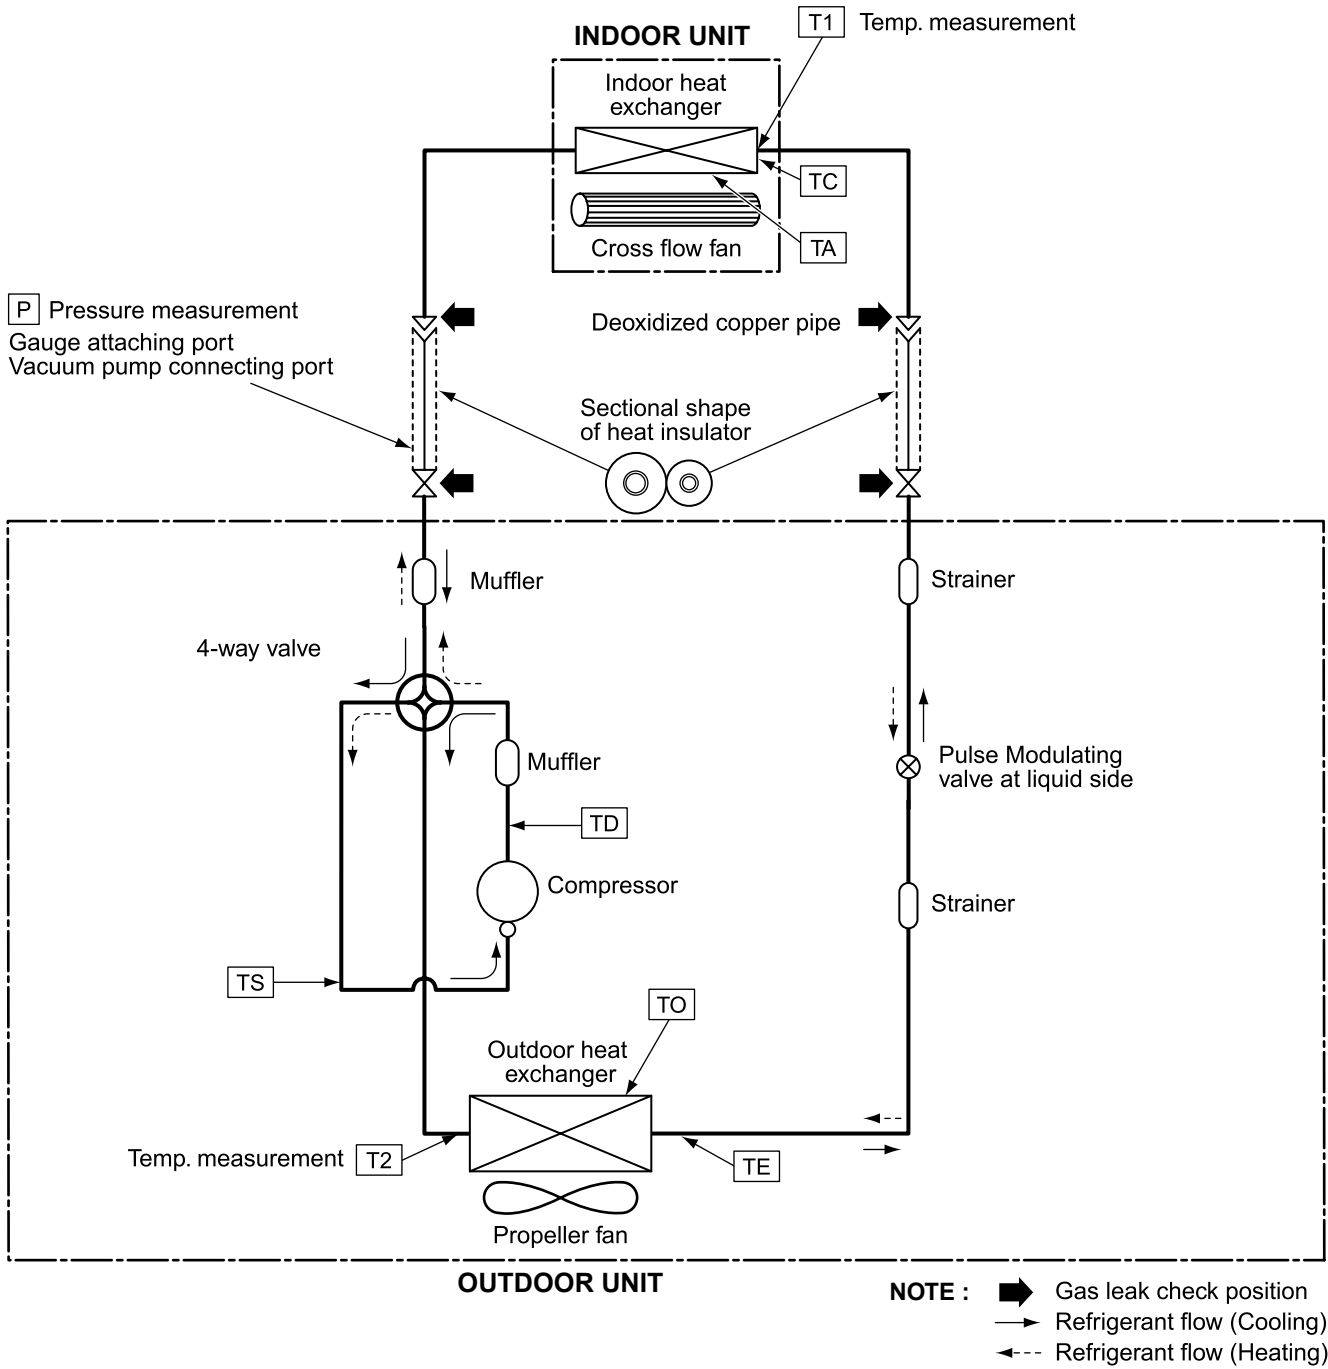 T1 Temp. measurement
INDOOR UNIT
Indoor heat
exchanger
TC
Cross flow fan
TA
P Pressure measurement
Gauge attaching port
Vacuum pump connecting port
Deoxidized copper pipe
Sectional shape
of heat insulator
Muffler
Strainer
4-way valve
Muffler
Pulse Modulating
valve at liquid side
TD
Compressor
Strainer
TS
TO
Outdoor heat
exchanger
Temp. measurement T2
TE
Propeller fan
OUTDOOR UNIT
NOTE : Gas leak check position
Refrigerant flow (Cooling)
Refrigerant flow (Heating)